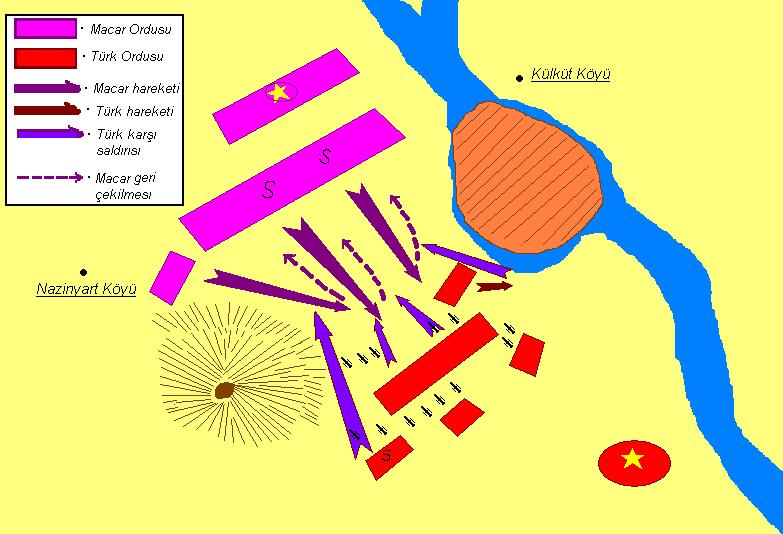 Macar Ordusu
Türk Ordusu
Macar hareketi
Türk hareketi
Türk karşı
saldırısı
Macar geri
çekilmesi
Külküt Köyü
S
S
Nazinyart Köyü
S